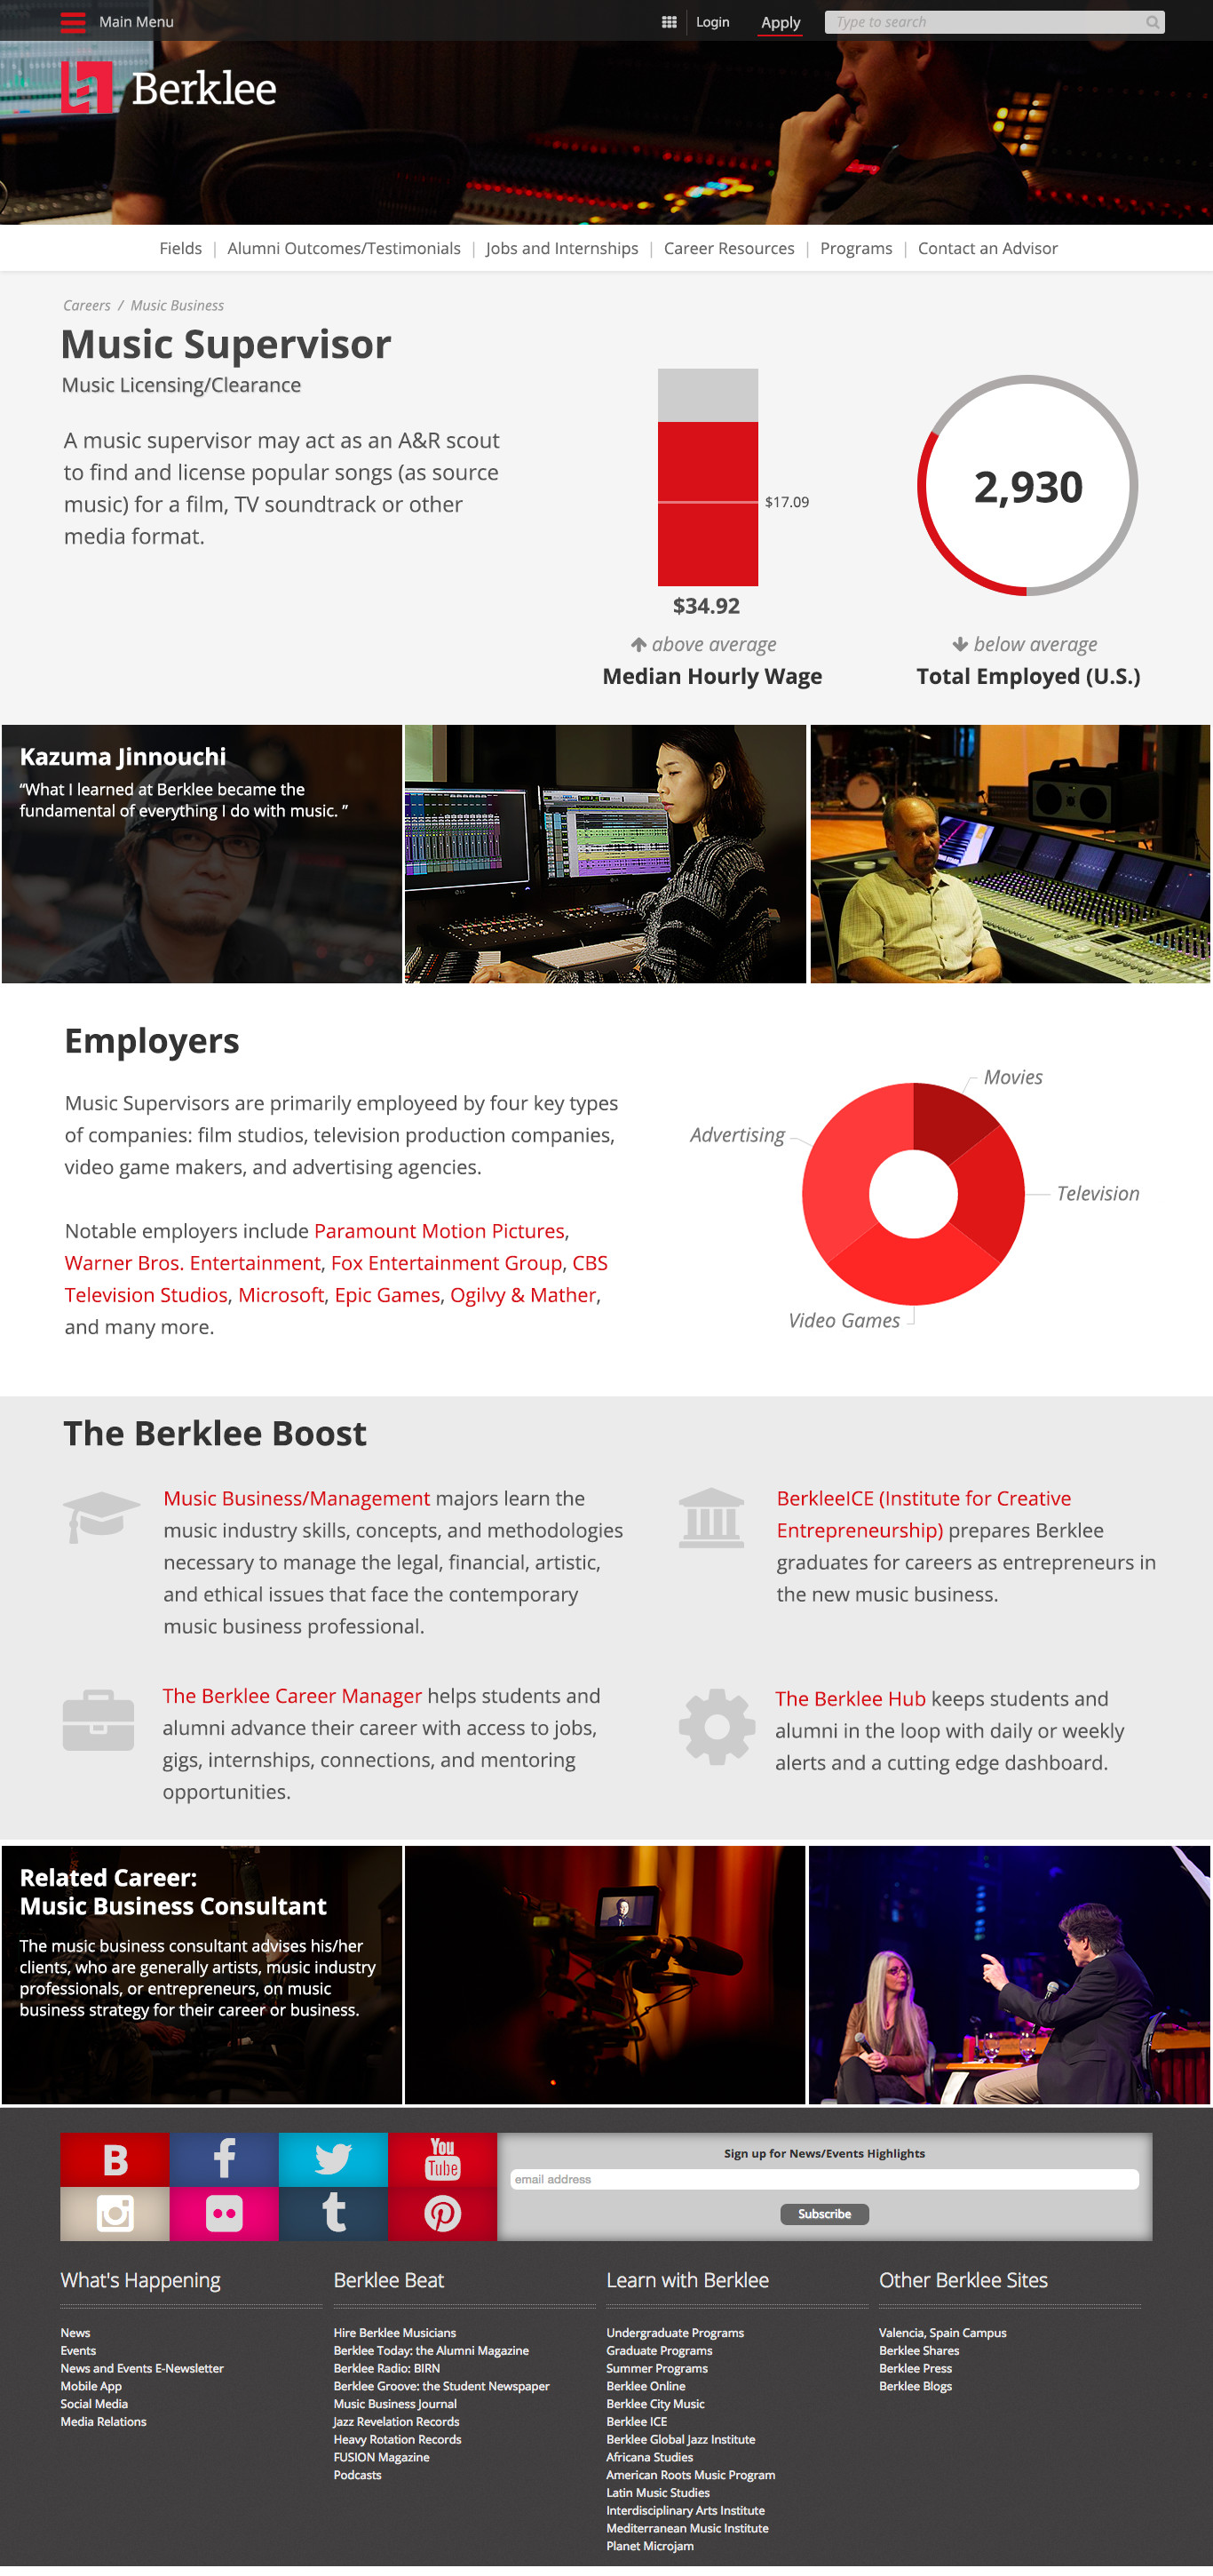 Main Menu
Login
Apply
Type to search
Berklee
Fields | Alumni Outcomes/Testimonials | Jobs and Internships | Career Resources | Programs | Contact an Advisor
Careers / Music Business
Music Supervisor
Music Licensing/Clearance
A music supervisor may act as an A&R scout
to find and license popular songs (as source
music) for a film, TV soundtrack or other
media format.
$17.09
$34.92
above average
Median Hourly Wage
2,930
below average
Total Employed (U.S.)
Kazuma Jinnouchi
“What I learned at Berklee became the
fundamental of everything I do with music. ”
Employers
Music Supervisors are primarily employeed by four key types
of companies: film studios, television production companies,
video game makers, and advertising agencies.
Notable employers include Paramount Motion Pictures,
Warner Bros. Entertainment, Fox Entertainment Group, CBS
Television Studios, Microsoft, Epic Games, Ogilvy & Mather,
and many more.
Movies
Advertising
Television
Video Games
The Berklee Boost
Music Business/Management majors learn the
music industry skills, concepts, and methodologies
necessary to manage the legal, financial, artistic,
and ethical issues that face the contemporary
music business professional.
BerkleeICE (Institute for Creative
Entrepreneurship) prepares Berklee
graduates for careers as entrepreneurs in
the new music business.
The Berklee Career Manager helps students and
alumni advance their career with access to jobs,
gigs, internships, connections, and mentoring
opportunities.
The Berklee Hub keeps students and
alumni in the loop with daily or weekly
alerts and a cutting edge dashboard.
Related Career:
Music Business Consultant
The music business consultant advises his/her
clients, who are generally artists, music industry
professionals, or entrepreneurs, on music
business strategy for their career or business.
B
f
You
Tube
t
Sign up for News/Events Highlights
email address
Subscribe
What's Happening
News
Events
News and Events E-Newsletter
Mobile App
Social Media
Media Relations
Berklee Beat
Hire Berklee Musicians
Berklee Today: the Alumni Magazine
Berklee Radio: BIRN
Berklee Groove: the Student Newspaper
Music Business Journal
Jazz Revelation Records
Heavy Rotation Records
FUSION Magazine
Podcasts
Learn with Berklee
Undergraduate Programs
Graduate Programs
Summer Programs
Berklee Online
Berklee City Music
Berklee ICE
Berklee Global Jazz Institute
Africana Studies
American Roots Music Program
Latin Music Studies
Interdisciplinary Arts Institute
Mediterranean Music Institute
Planet Microjam
Other Berklee Sites
Valencia, Spain Campus
Berklee Shares
Berklee Press
Berklee Blogs